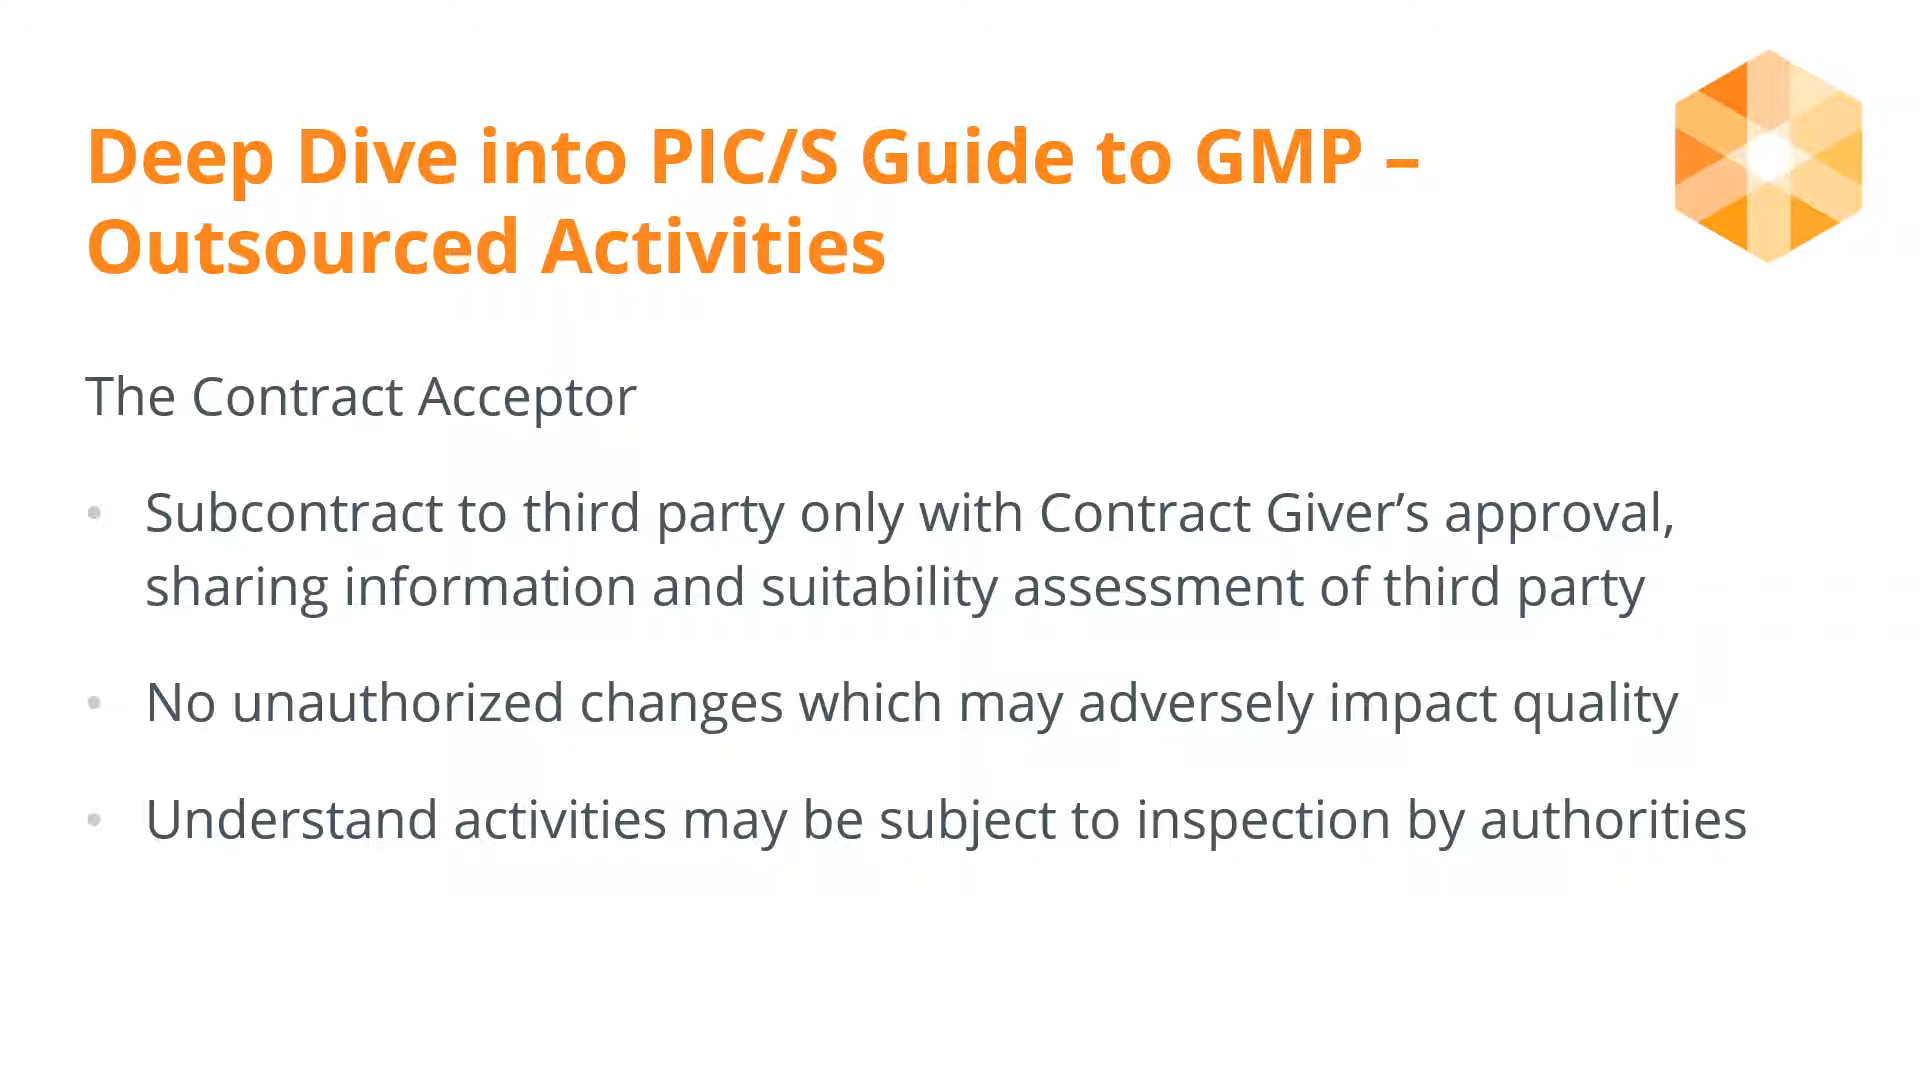 Deep Dive into PIC/S Guide to GMP –
Outsourced Activities
The Contract Acceptor
• Subcontract to third party only with Contract Giver’s approval,
sharing information and suitability assessment of third party
• No unauthorized changes which may adversely impact quality
• Understand activities may be subject to inspection by authorities